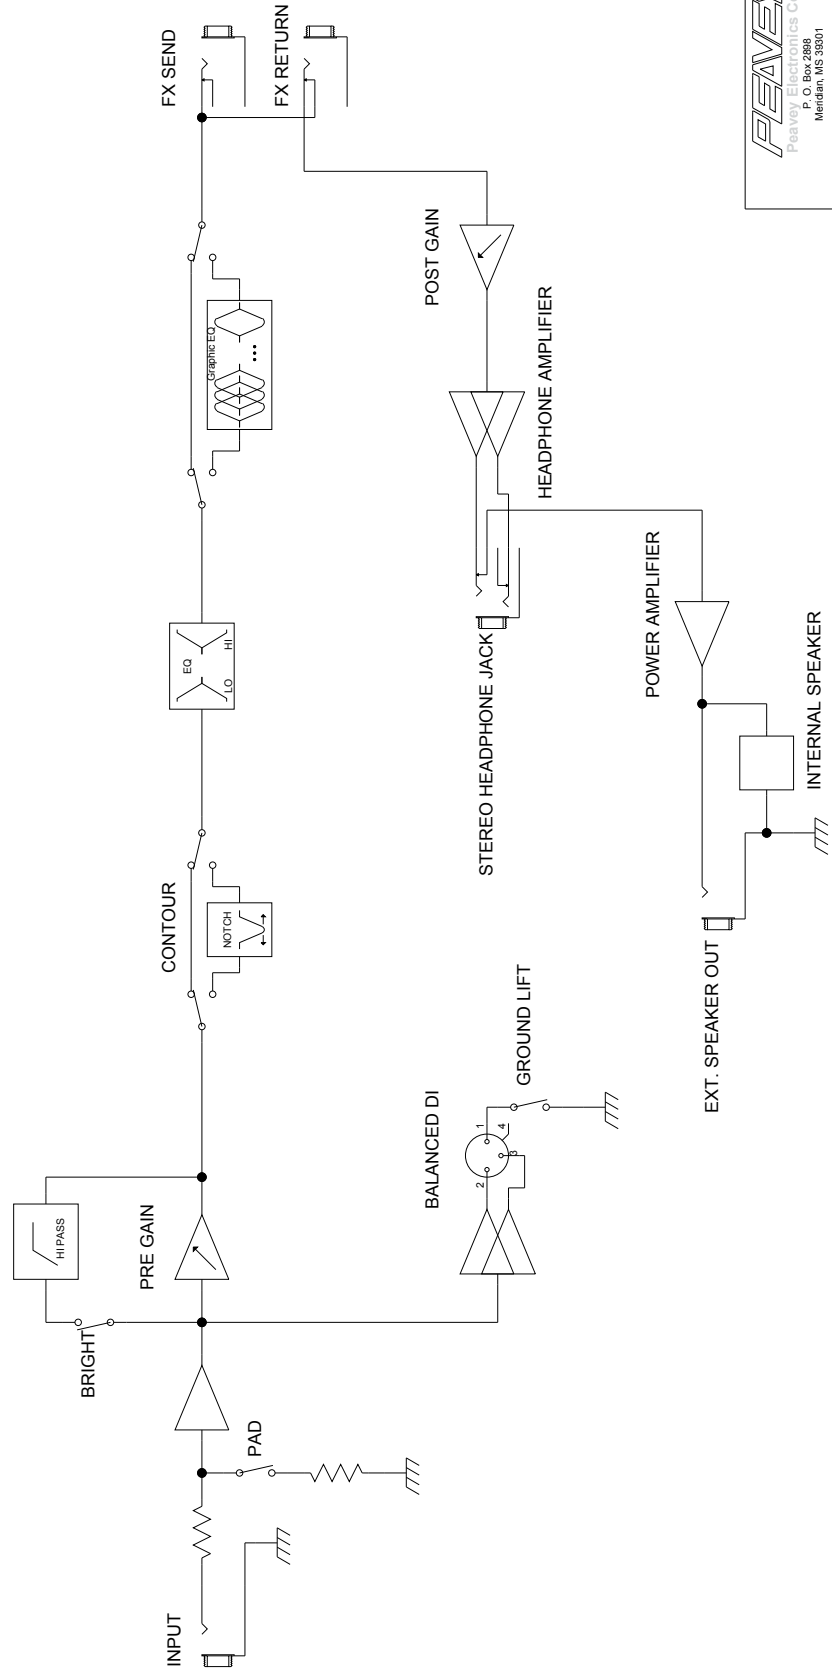 INPUT
PAD
BRIGHT
HI PASS
PRE GAIN
CONTOUR
NOTCH
EQ
LO
HI
Graphic EQ
FX SEND
FX RETURN
POST GAIN
HEADPHONE AMPLIFIER
STEREO HEADPHONE JACK
BALANCED DI
1
2
3
4
GROUND LIFT
POWER AMPLIFIER
INTERNAL SPEAKER
EXT. SPEAKER OUT
Peavey Electronics
P. O. Box 2898
Meridian, MS 39301